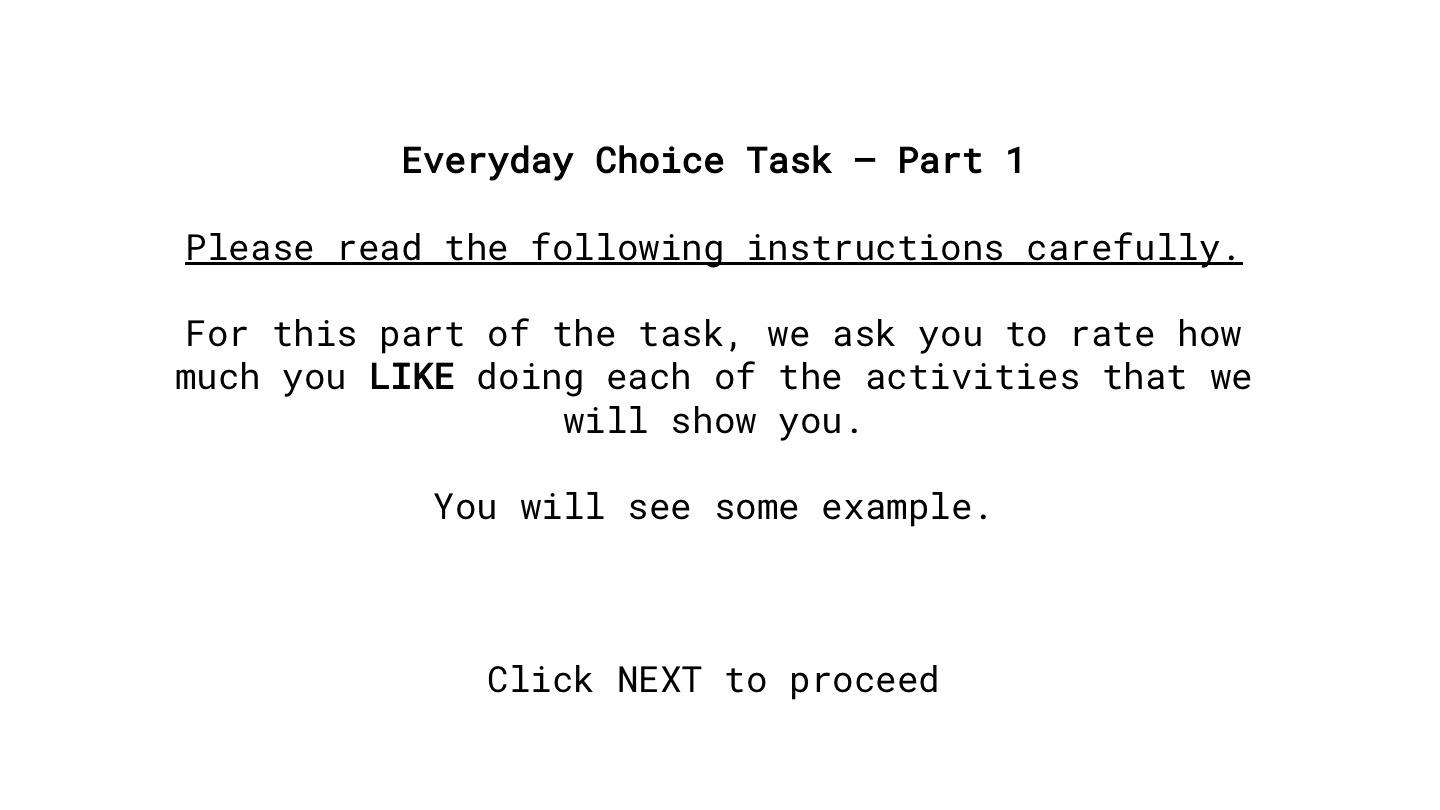 Everyday Choice Task – Part 1
Please read the following instructions carefully.
For this part of the task, we ask you to rate how
much you LIKE doing each of the activities that we
will show you.
You will see some example.
Click NEXT to proceed